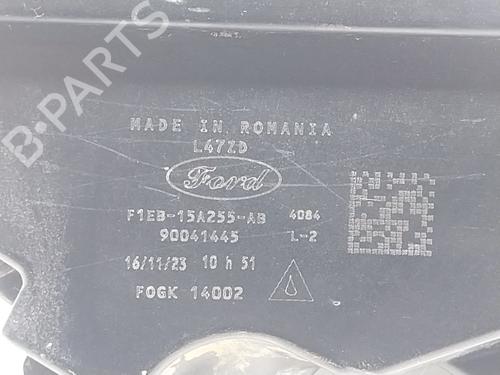 MADE IN ROMANIA
L47ZD
Ford
F1EB-15A255-AB 4084
90041445 L-2
16/11/23 10 h 51
FOGK 14002
B-PARTS